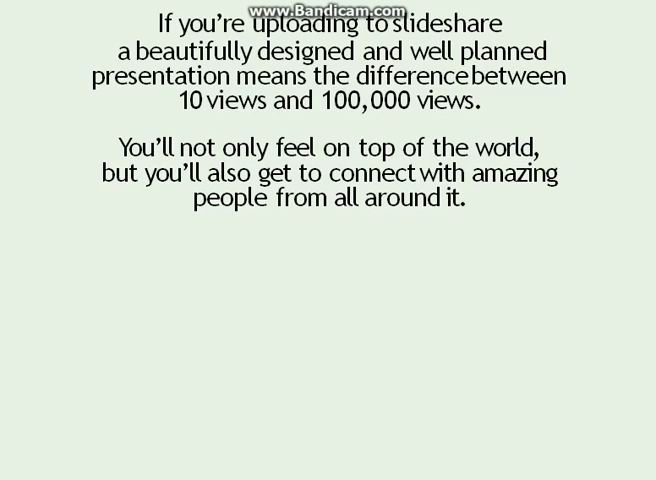 www.Bandicam.com
If you're uploading to slideshare
a beautifully designed and well planned
presentation means the difference between
10 views and 100,000 views.
You'll not only feel on top of the world,
but you'll also get to connect with amazing
people from all around it.